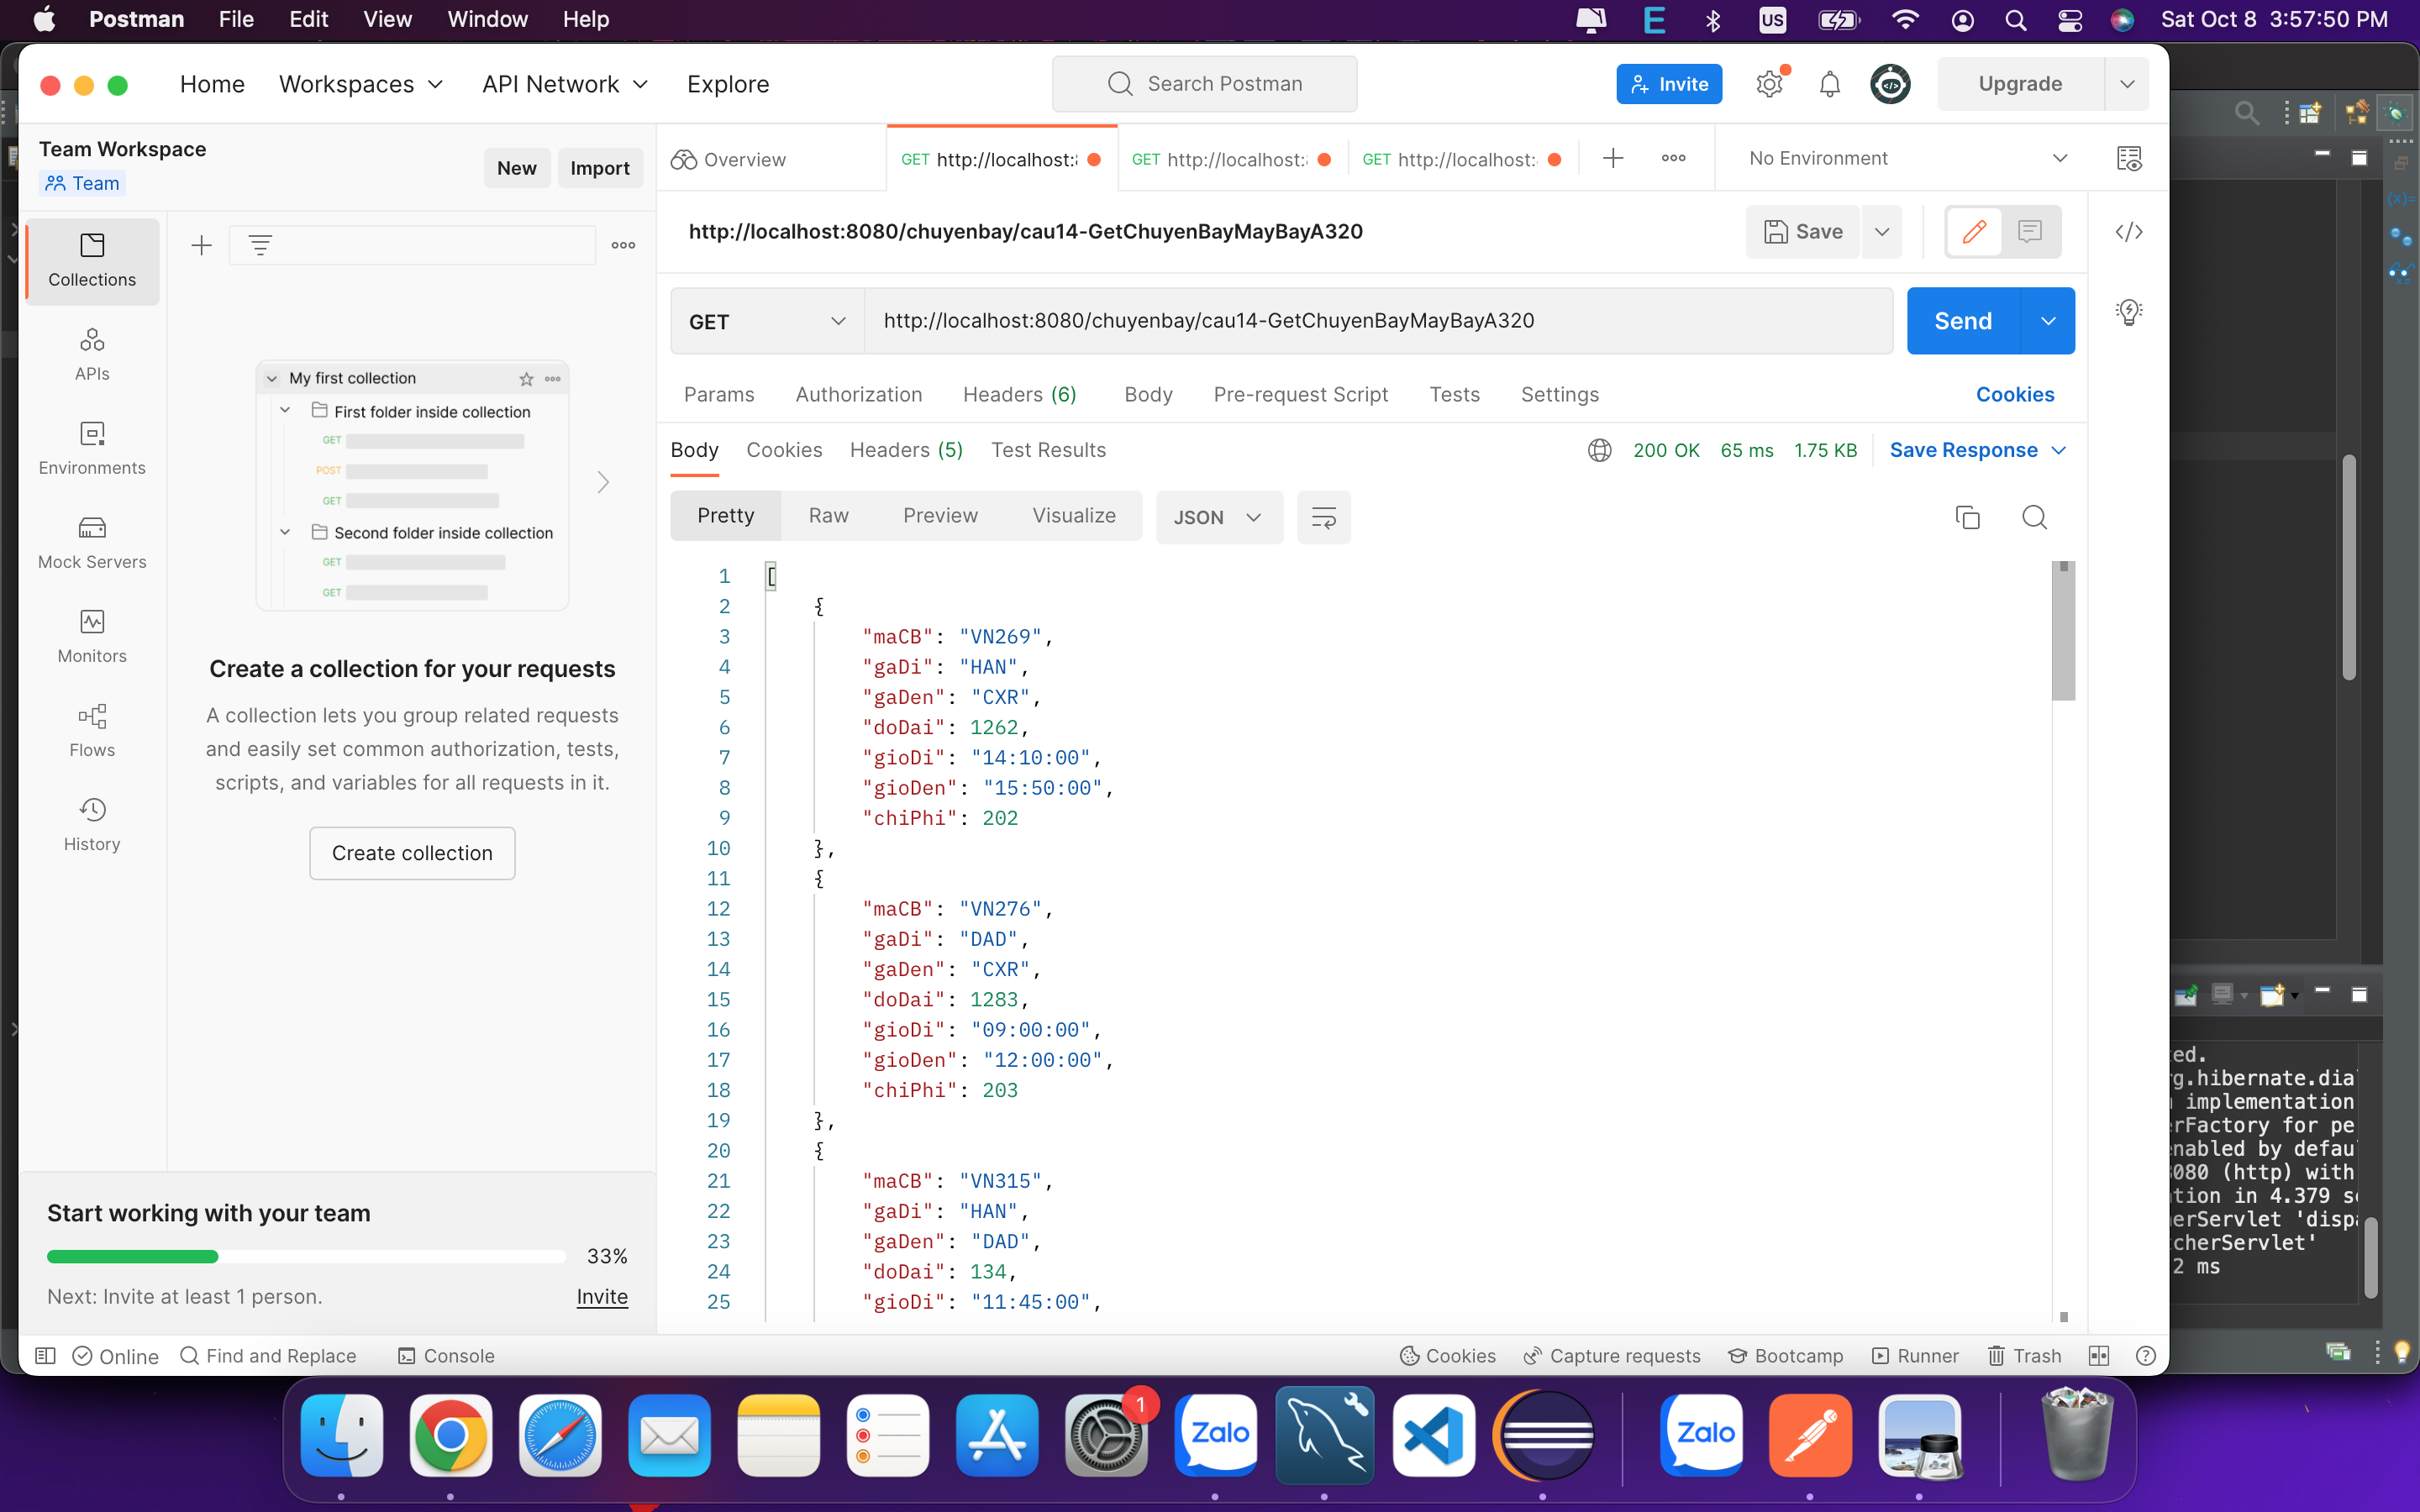 Postman File Edit View Window Help
US
Sat Oct 8 3:57:50 PM
Home Workspaces API Network Explore
Search Postman
Invite
Upgrade
Team Workspace
Team
New Import
Overview
GET http://localhost:
GET http://localhost:
GET http://localhost:
No Environment
http://localhost:8080/chuyenbay/cau14-GetChuyenBayMayBayA320
Save
GET http://localhost:8080/chuyenbay/cau14-GetChuyenBayMayBayA320
Send
Params Authorization Headers (6) Body Pre-request Script Tests Settings Cookies
Body Cookies Headers (5) Test Results
200 OK 65 ms 1.75 KB Save Response
Pretty Raw Preview Visualize JSON
Collections
APIs
Environments
Mock Servers
Monitors
Flows
History
My first collection
First folder inside collection
GET
POST
GET
Second folder inside collection
GET
GET
Create a collection for your requests
A collection lets you group related requests
and easily set common authorization, tests,
scripts, and variables for all requests in it.
Create collection
Start working with your team
33%
Next: Invite at least 1 person. Invite
1 [
2 {
3 "maCB": "VN269",
4 "gaDi": "HAN",
5 "gaDen": "CXR",
6 "doDai": 1262,
7 "gioDi": "14:10:00",
8 "gioDen": "15:50:00",
9 "chiPhi": 202
10 },
11 {
12 "maCB": "VN276",
13 "gaDi": "DAD",
14 "gaDen": "CXR",
15 "doDai": 1283,
16 "gioDi": "09:00:00",
17 "gioDen": "12:00:00",
18 "chiPhi": 203
19 },
20 {
21 "maCB": "VN315",
22 "gaDi": "HAN",
23 "gaDen": "DAD",
24 "doDai": 134,
25 "gioDi": "11:45:00",
ted.
rg.hibernate.dia
implementation
erFactory for pe
enabled by defau
8080 (http) with
ation in 4.379 s
herServlet 'disp
tcherServlet'
2 ms
Online Find and Replace Console
Cookies Capture requests Bootcamp Runner Trash
1
Zalo
Zalo